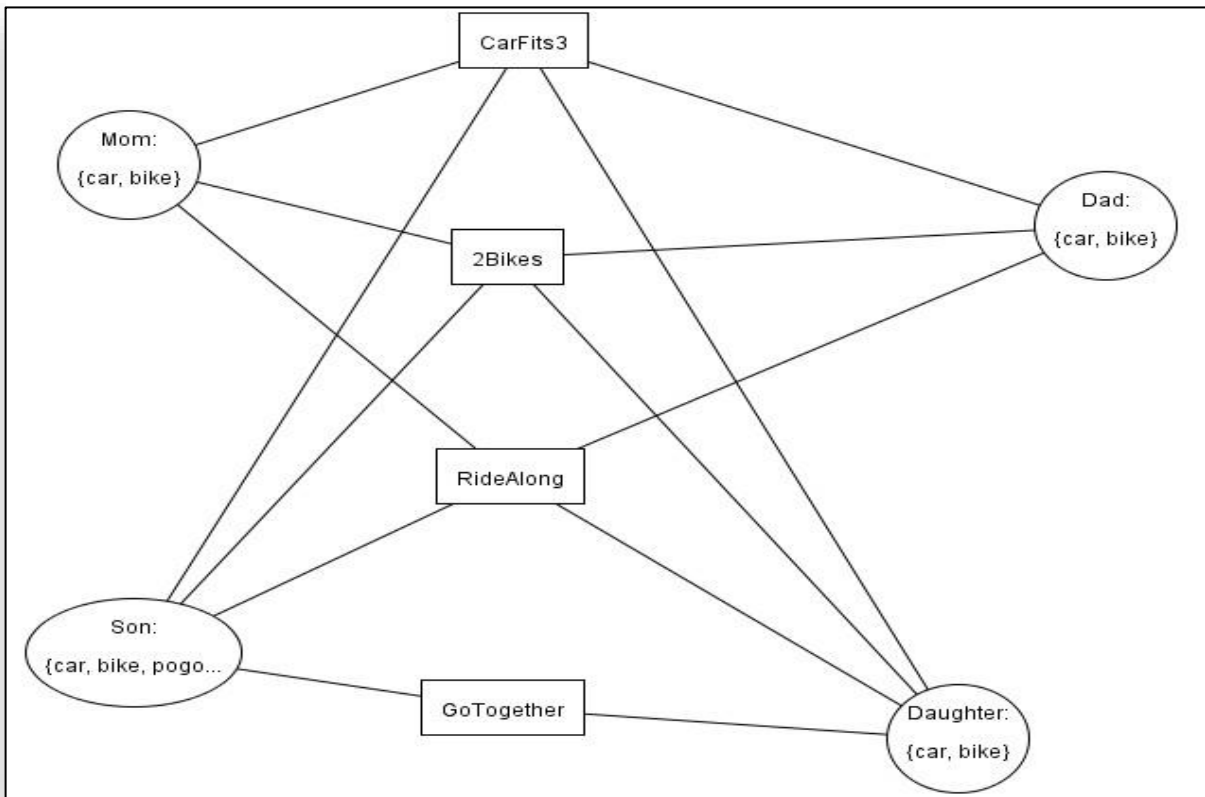 CarFits3
Mom:
{car, bike}
Dad:
{car, bike}
2Bikes
RideAlong
Son:
{car, bike, pogo...
GoTogether
Daughter:
{car, bike}